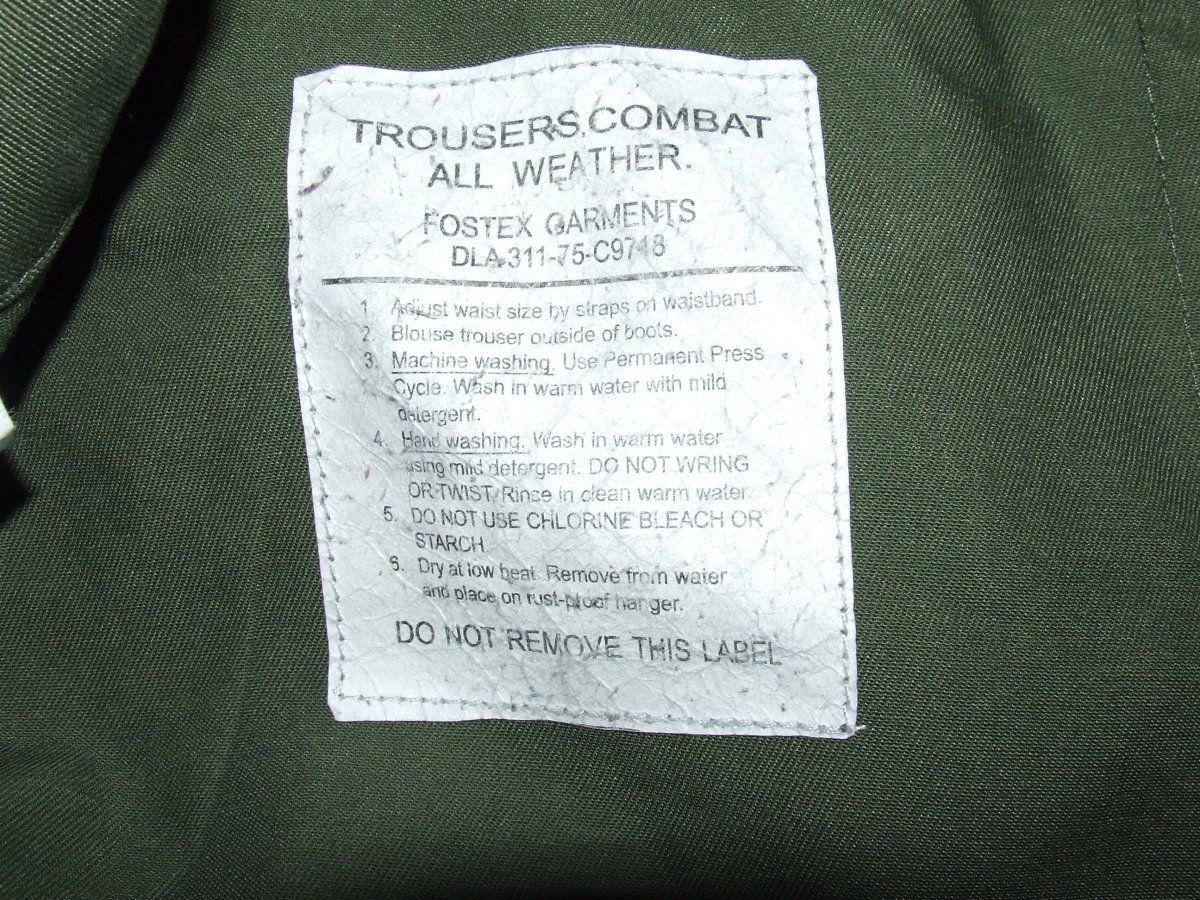 TROUSERS, COMBAT
ALL WEATHER.
FOSTEX GARMENTS
DLA 311-75-C9748
1. Adjust waist size by straps on waistband.
2. Blouse trouser outside of boots.
3. Machine washing. Use Permanent Press
Cycle. Wash in warm water with mild
detergent.
4. Hand washing. Wash in warm water
using mild detergent. DO NOT WRING
OR TWIST. Rinse in clean warm water.
5. DO NOT USE CHLORINE BLEACH OR
STARCH.
6. Dry at low heat. Remove from water
and place on rust-proof hanger.
DO NOT REMOVE THIS LABEL